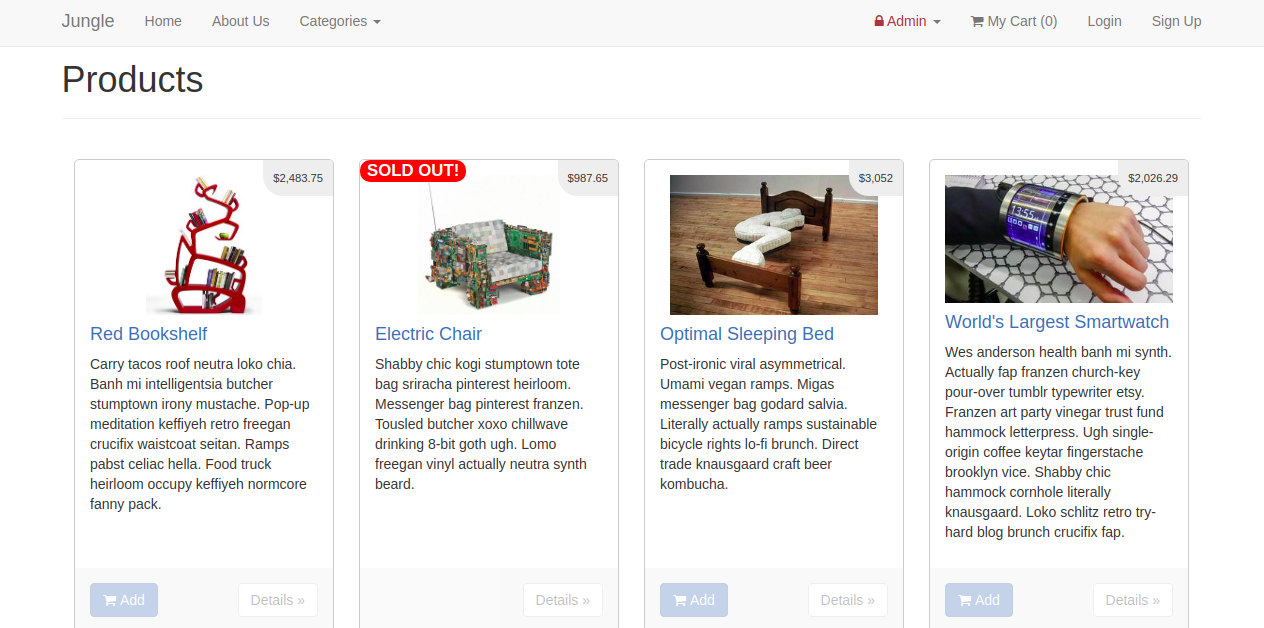 Jungle Home About Us Categories Admin My Cart (0) Login Sign Up
Products
$2,483.75
Red Bookshelf
Carry tacos roof neutra loko chia.
Banh mi intelligentsia butcher
stumptown irony mustache. Pop-up
meditation keffiyeh retro freegan
crucifix waistcoat seitan. Ramps
pabst celiac hella. Food truck
heirloom occupy keffiyeh normcore
fanny pack.
Add Details »
SOLD OUT!
$987.65
Electric Chair
Shabby chic kogi stumptown tote
bag sriracha pinterest heirloom.
Messenger bag pinterest franzen.
Tousled butcher xoxo chillwave
drinking 8-bit goth ugh. Lomo
freegan vinyl actually neutra synth
beard.
Details »
$3,052
Optimal Sleeping Bed
Post-ironic viral asymmetrical.
Umami vegan ramps. Migas
messenger bag godard salvia.
Literally actually ramps sustainable
bicycle rights lo-fi brunch. Direct
trade knausgaard craft beer
kombucha.
Add Details »
$2,026.29
13:55
World's Largest Smartwatch
Wes anderson health banh mi synth.
Actually fap franzen church-key
pour-over tumblr typewriter etsy.
Franzen art party vinegar trust fund
hammock letterpress. Ugh single-
origin coffee keytar fingerstache
brooklyn vice. Shabby chic
hammock cornhole literally
knausgaard. Loko schlitz retro try-
hard blog brunch crucifix fap.
Add Details »